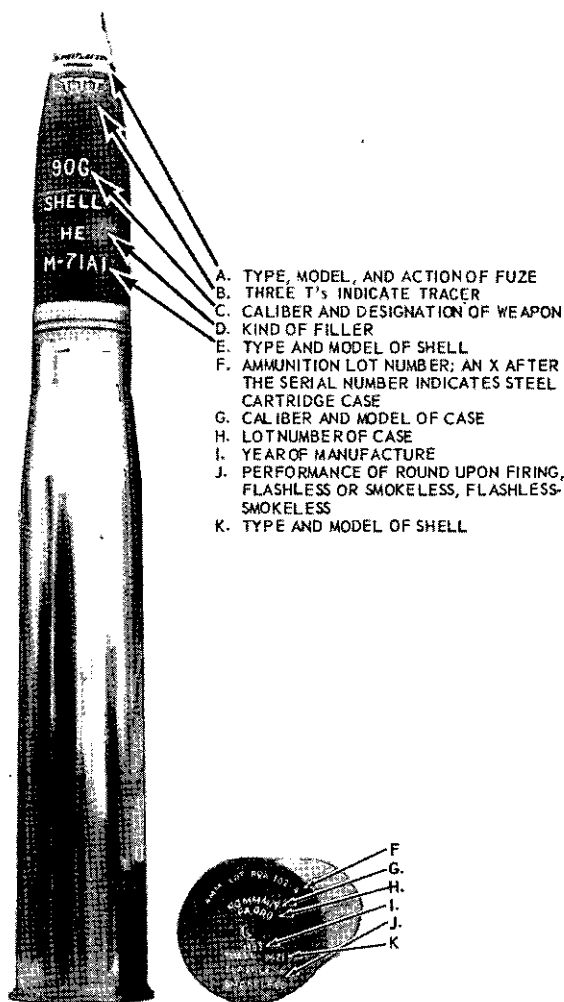 90G
SHELL
HE
M-71A1
A. TYPE, MODEL, AND ACTION OF FUZE
B. THREE T's INDICATE TRACER
C. CALIBER AND DESIGNATION OF WEAPON
D. KIND OF FILLER
E. TYPE AND MODEL OF SHELL
F. AMMUNITION LOT NUMBER; AN X AFTER
THE SERIAL NUMBER INDICATES STEEL
CARTRIDGE CASE
G. CALIBER AND MODEL OF CASE
H. LOT NUMBER OF CASE
I. YEAR OF MANUFACTURE
J. PERFORMANCE OF ROUND UPON FIRING,
FLASHLESS OR SMOKELESS, FLASHLESS-
SMOKELESS
K. TYPE AND MODEL OF SHELL
F
G.
H.
I.
J.
K
AMM LOT